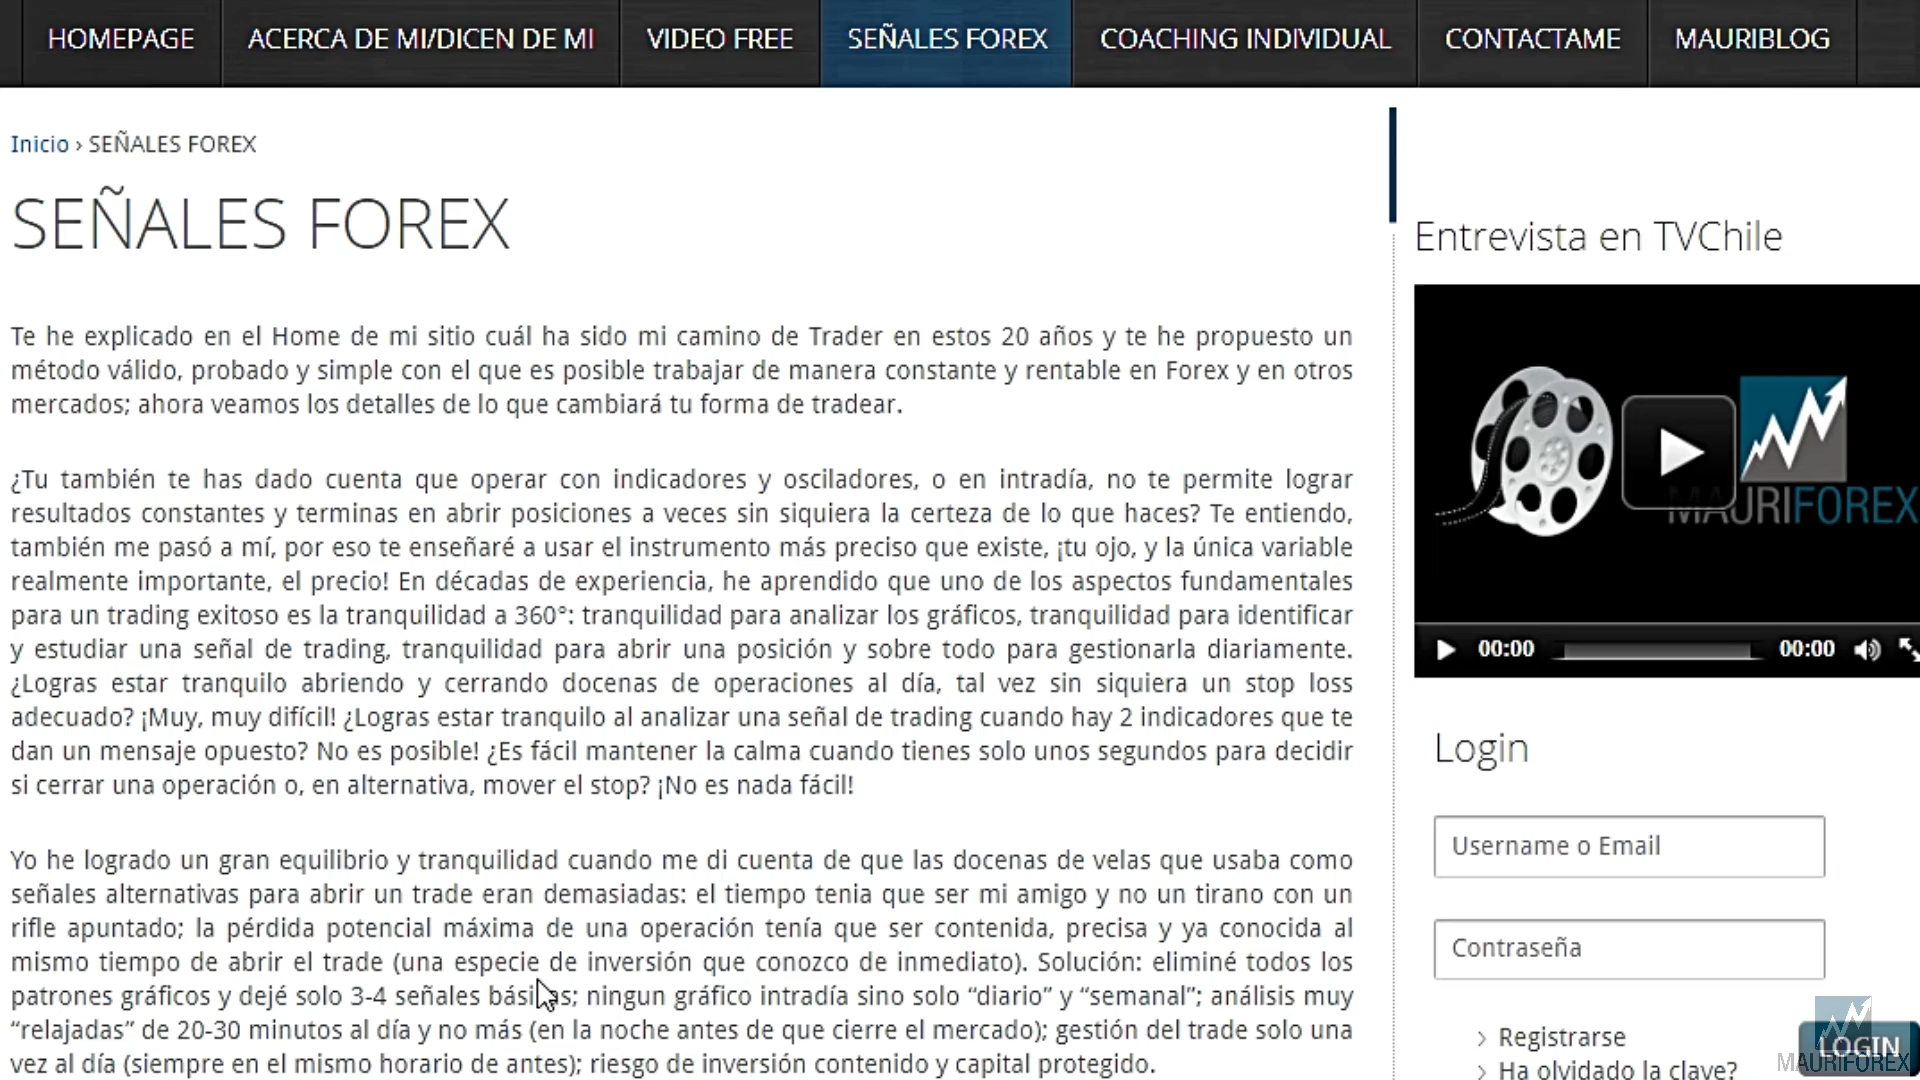 HOMEPAGE
ACERCA DE MI/DICEN DE MI
VIDEO FREE
SEÑALES FOREX
COACHING INDIVIDUAL
CONTACTAME
MAURIBLOG
Inicio › SEÑALES FOREX
SEÑALES FOREX
Te he explicado en el Home de mi sitio cuál ha sido mi camino de Trader en estos 20 años y te he propuesto un
método válido, probado y simple con el que es posible trabajar de manera constante y rentable en Forex y en otros
mercados; ahora veamos los detalles de lo que cambiará tu forma de tradear.
¿Tu también te has dado cuenta que operar con indicadores y osciladores, o en intradía, no te permite lograr
resultados constantes y terminas en abrir posiciones a veces sin siquiera la certeza de lo que haces? Te entiendo,
también me pasó a mí, por eso te enseñaré a usar el instrumento más preciso que existe, ¡tu ojo, y la única variable
realmente importante, el precio! En décadas de experiencia, he aprendido que uno de los aspectos fundamentales
para un trading exitoso es la tranquilidad a 360°: tranquilidad para analizar los gráficos, tranquilidad para identificar
y estudiar una señal de trading, tranquilidad para abrir una posición y sobre todo para gestionarla diariamente.
¿Logras estar tranquilo abriendo y cerrando docenas de operaciones al día, tal vez sin siquiera un stop loss
adecuado? ¡Muy, muy difícil! ¿Logras estar tranquilo al analizar una señal de trading cuando hay 2 indicadores que te
dan un mensaje opuesto? No es posible! ¿Es fácil mantener la calma cuando tienes solo unos segundos para decidir
si cerrar una operación o, en alternativa, mover el stop? ¡No es nada fácil!
Yo he logrado un gran equilibrio y tranquilidad cuando me di cuenta de que las docenas de velas que usaba como
señales alternativas para abrir un trade eran demasiadas: el tiempo tenia que ser mi amigo y no un tirano con un
rifle apuntado; la pérdida potencial máxima de una operación tenía que ser contenida, precisa y ya conocida al
mismo tiempo de abrir el trade (una especie de inversión que conozco de inmediato). Solución: eliminé todos los
patrones gráficos y dejé solo 3-4 señales básicas; ningun gráfico intradía sino solo “diario” y “semanal”; análisis muy
“relajadas” de 20-30 minutos al día y no más (en la noche antes de que cierre el mercado); gestión del trade solo una
vez al día (siempre en el mismo horario de antes); riesgo de inversión contenido y capital protegido.
Entrevista en TVChile
MAURIFOREX
00:00
00:00
Login
Username o Email
Contraseña
› Registrarse
› Ha olvidado la clave?
LOGIN
MAURIFOREX